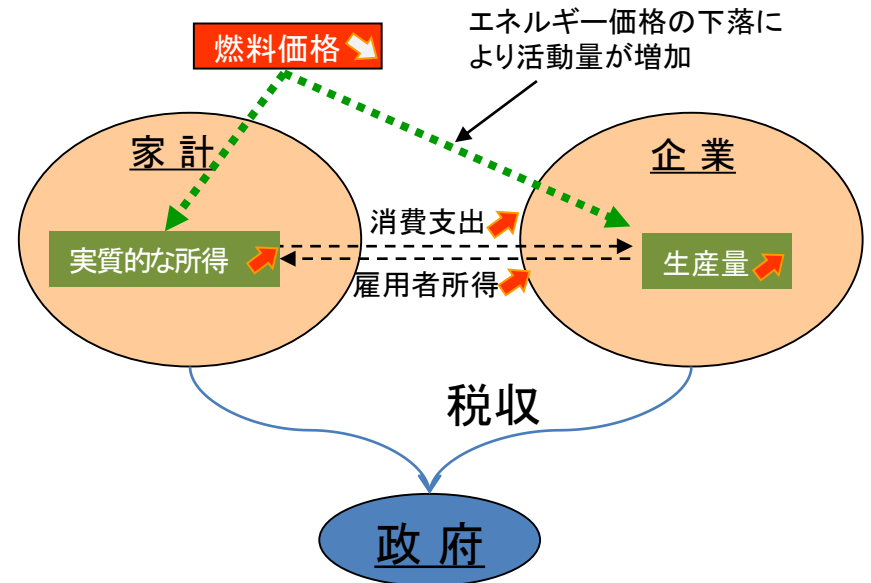 燃料価格
エネルギー価格の下落に
より活動量が増加
家 計
企 業
消費支出
実質的な所得
生産量
雇用者所得
税収
政 府